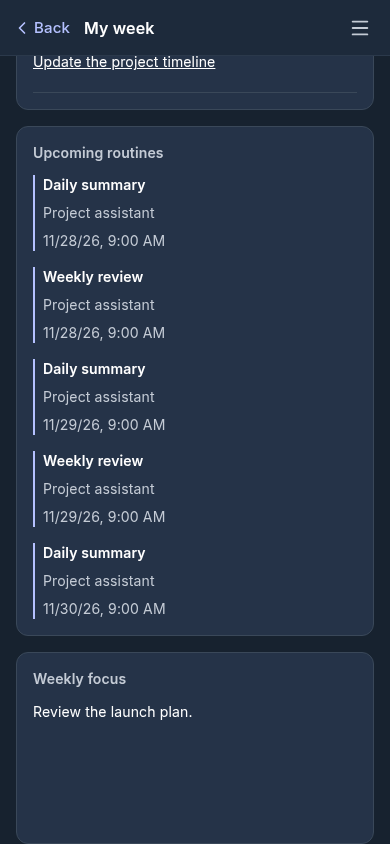 Back
My week
Update the project timeline
Upcoming routines
Daily summary
Project assistant
11/28/26, 9:00 AM
Weekly review
Project assistant
11/28/26, 9:00 AM
Daily summary
Project assistant
11/29/26, 9:00 AM
Weekly review
Project assistant
11/29/26, 9:00 AM
Daily summary
Project assistant
11/30/26, 9:00 AM
Weekly focus
Review the launch plan.